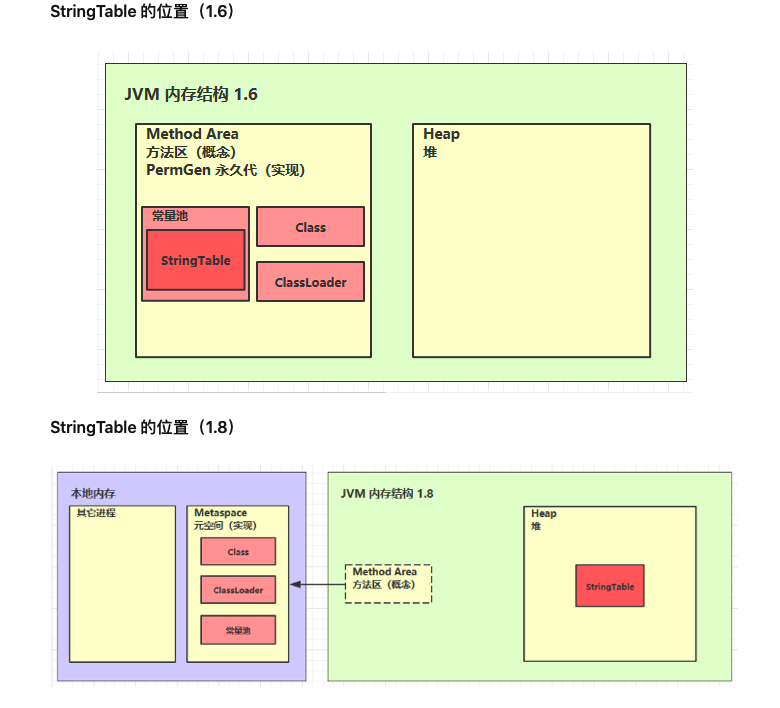 StringTable 的位置（1.6）
JVM 内存结构 1.6
Method Area
方法区（概念）
PermGen 永久代（实现）
常量池
StringTable
Class
ClassLoader
Heap
堆
StringTable 的位置（1.8）
本地内存
其它进程
Metaspace
元空间（实现）
Class
ClassLoader
常量池
JVM 内存结构 1.8
Method Area
方法区（概念）
Heap
堆
StringTable